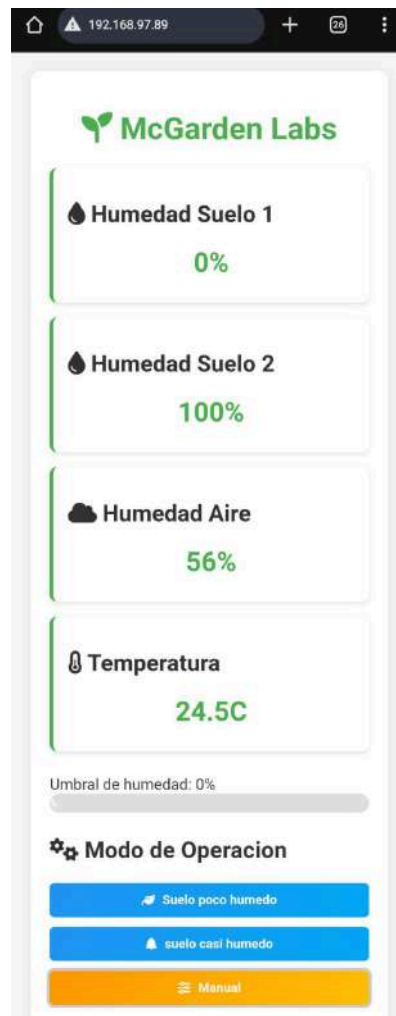 192.168.97.89
26
McGarden Labs
Humedad Suelo 1
0%
Humedad Suelo 2
100%
Humedad Aire
56%
Temperatura
24.5C
Umbral de humedad: 0%
Modo de Operacion
Suelo poco humedo
suelo casi humedo
Manual